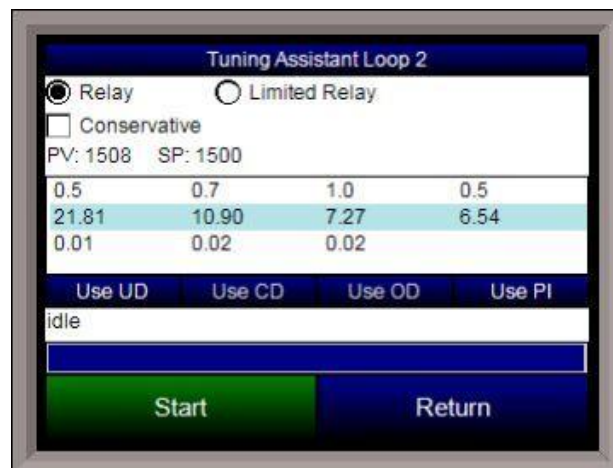 Tuning Assistant Loop 2
Relay Limited Relay
Conservative
PV: 1508 SP: 1500
0.5 0.7 1.0 0.5
21.81 10.90 7.27 6.54
0.01 0.02 0.02
Use UD Use CD Use OD Use PI
idle
Start Return